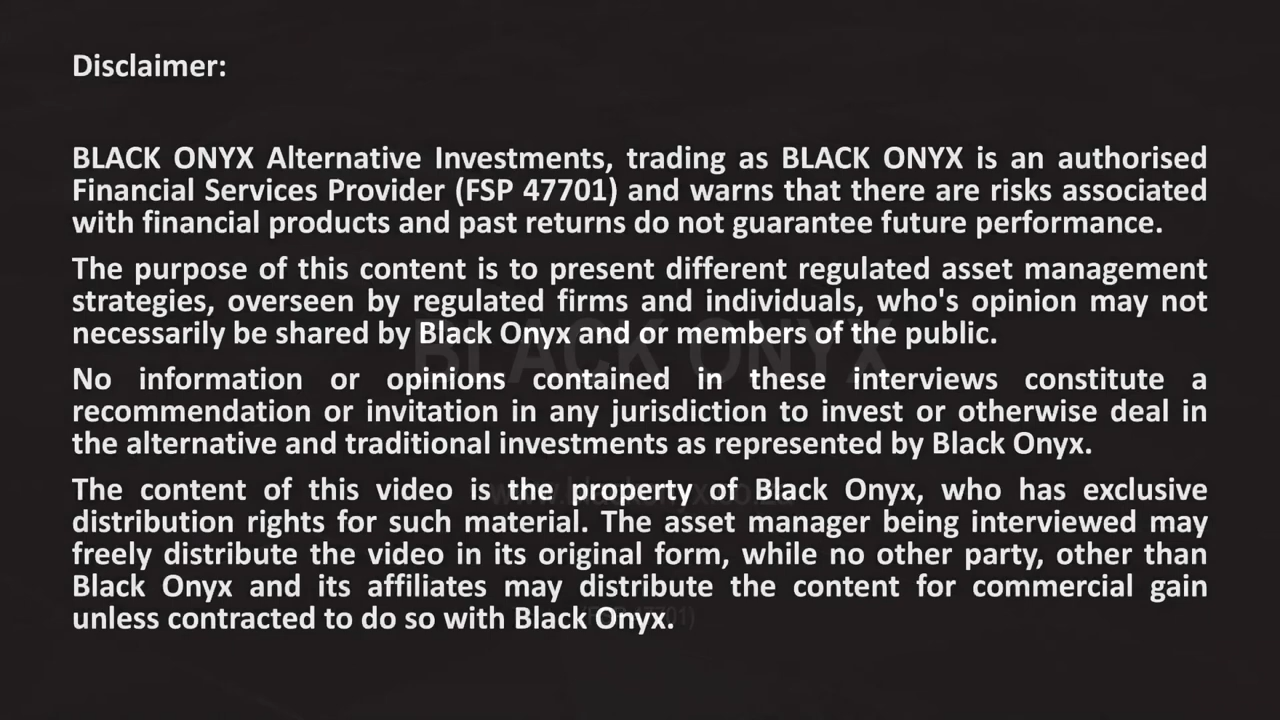 Disclaimer:
BLACK ONYX Alternative Investments, trading as BLACK ONYX is an authorised
Financial Services Provider (FSP 47701) and warns that there are risks associated
with financial products and past returns do not guarantee future performance.
The purpose of this content is to present different regulated asset management
strategies, overseen by regulated firms and individuals, who's opinion may not
necessarily be shared by Black Onyx and or members of the public.
No information or opinions contained in these interviews constitute a
recommendation or invitation in any jurisdiction to invest or otherwise deal in
the alternative and traditional investments as represented by Black Onyx.
The content of this video is the property of Black Onyx, who has exclusive
distribution rights for such material. The asset manager being interviewed may
freely distribute the video in its original form, while no other party, other than
Black Onyx and its affiliates may distribute the content for commercial gain
unless contracted to do so with Black Onyx.
BLACK ONYX